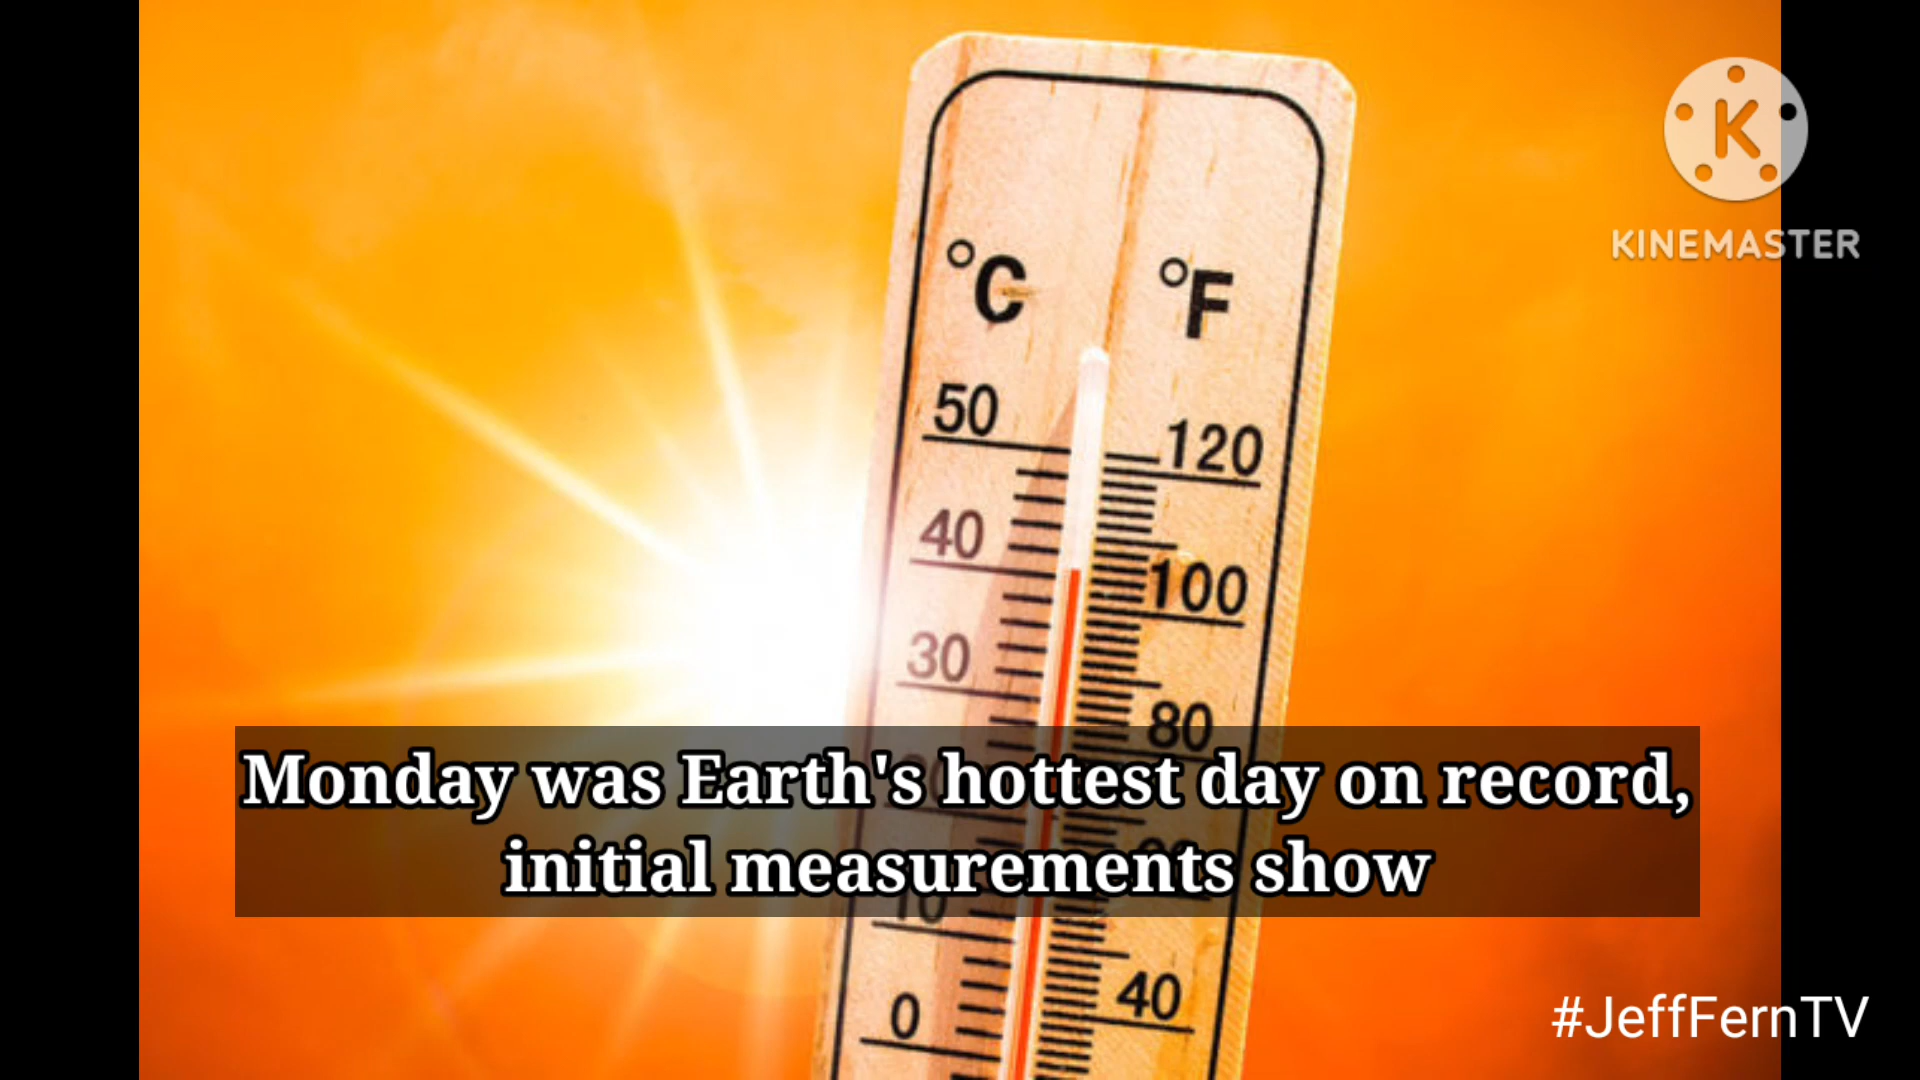 K
KINEMASTER
°C °F
50
120
40
100
30
80
Monday was Earth's hottest day on record,
initial measurements show
10
40
0
#JeffFernTV